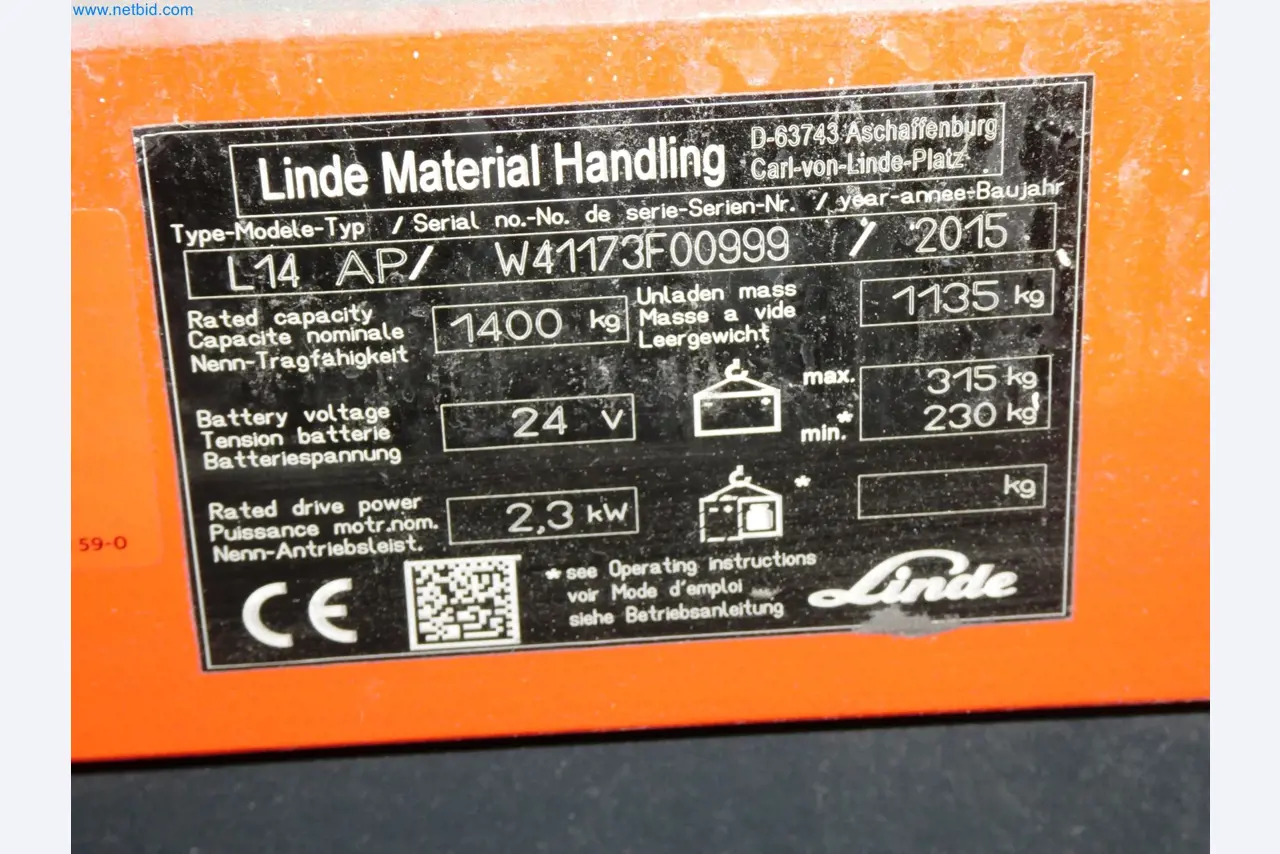 www.netbid.com
Linde Material Handling
D-63743 Aschaffenburg
Carl-von-Linde-Platz
Type-Modele-Typ / Serial no.-No. de serie-Serien-Nr. / year-annee-Baujahr
L14 AP/ W41173F00999 / 2015
Rated capacity
Capacite nominale
Nenn-Tragfähigkeit
1400 kg
Unladen mass
Masse a vide
Leergewicht
1135 kg
Battery voltage
Tension batterie
Batteriespannung
24 V
max. 315 kg
min.* 230 kg
Rated drive power
Puissance motr.nom.
Nenn-Antriebsleist.
2,3 kW
* kg
CE
*see Operating instructions
voir Mode d'emploi
siehe Betriebsanleitung
Linde
59-0